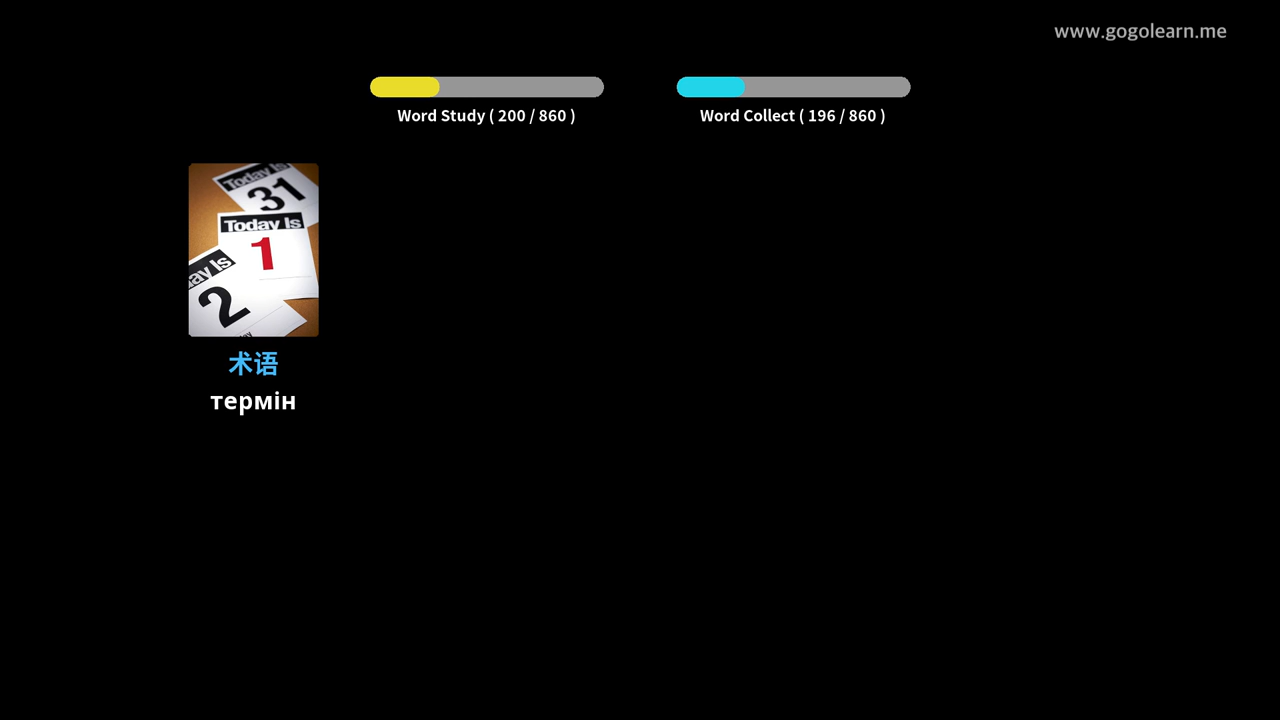 www.gogolearn.me
Word Study ( 200 / 860 )
Word Collect ( 196 / 860 )
Today Is
31
Today Is
1
ay Is
2
术语
термін